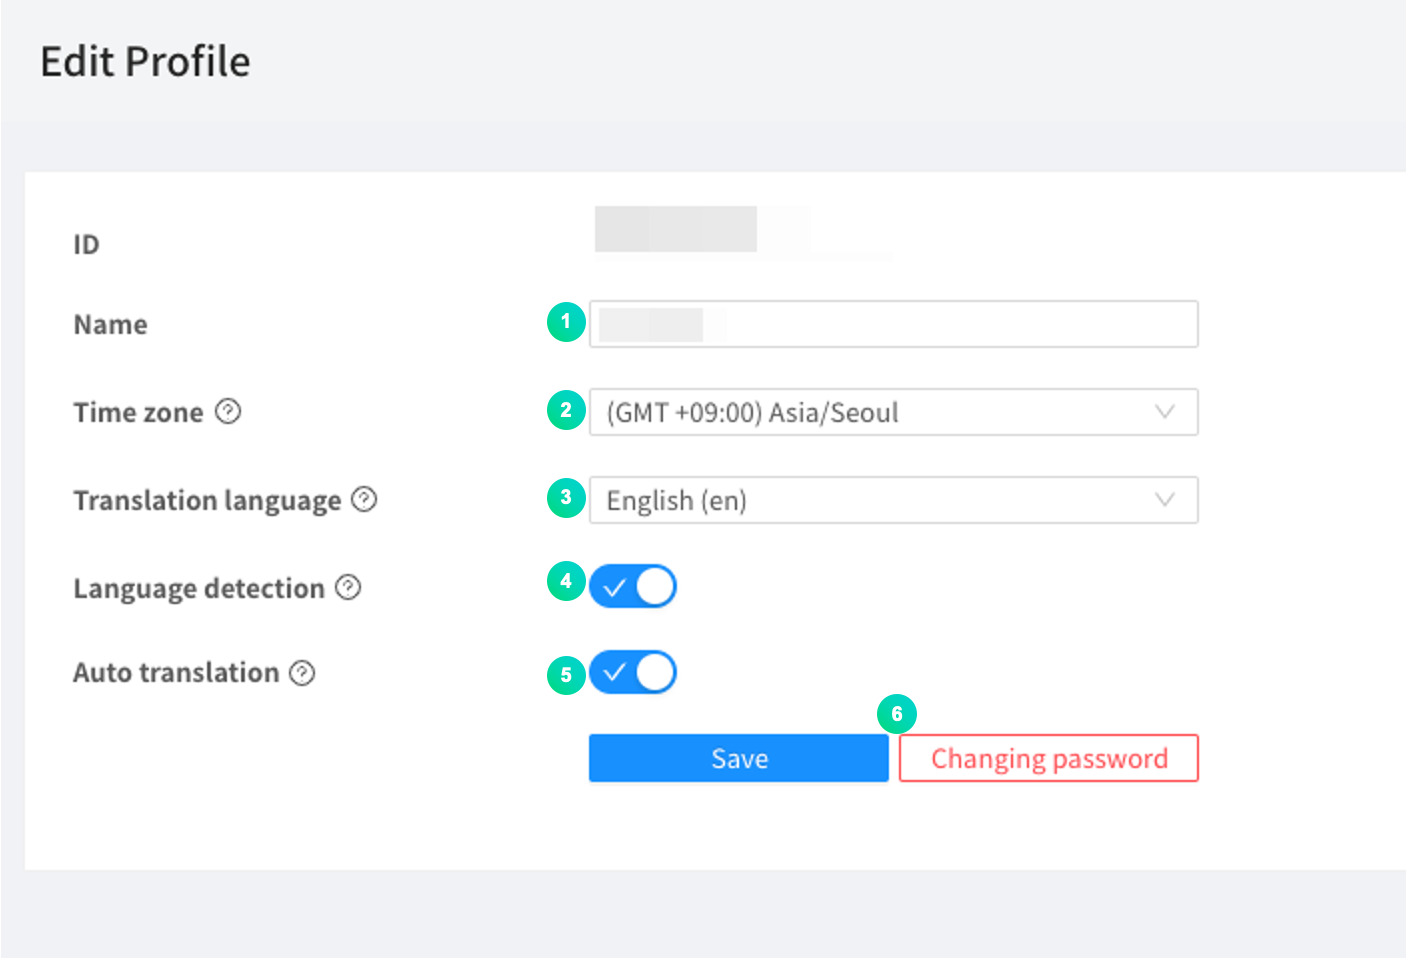 Edit Profile
ID
Name
1
Time zone ?
2
(GMT +09:00) Asia/Seoul
Translation language ?
3
English (en)
Language detection ?
4
Auto translation ?
5
6
Save
Changing password